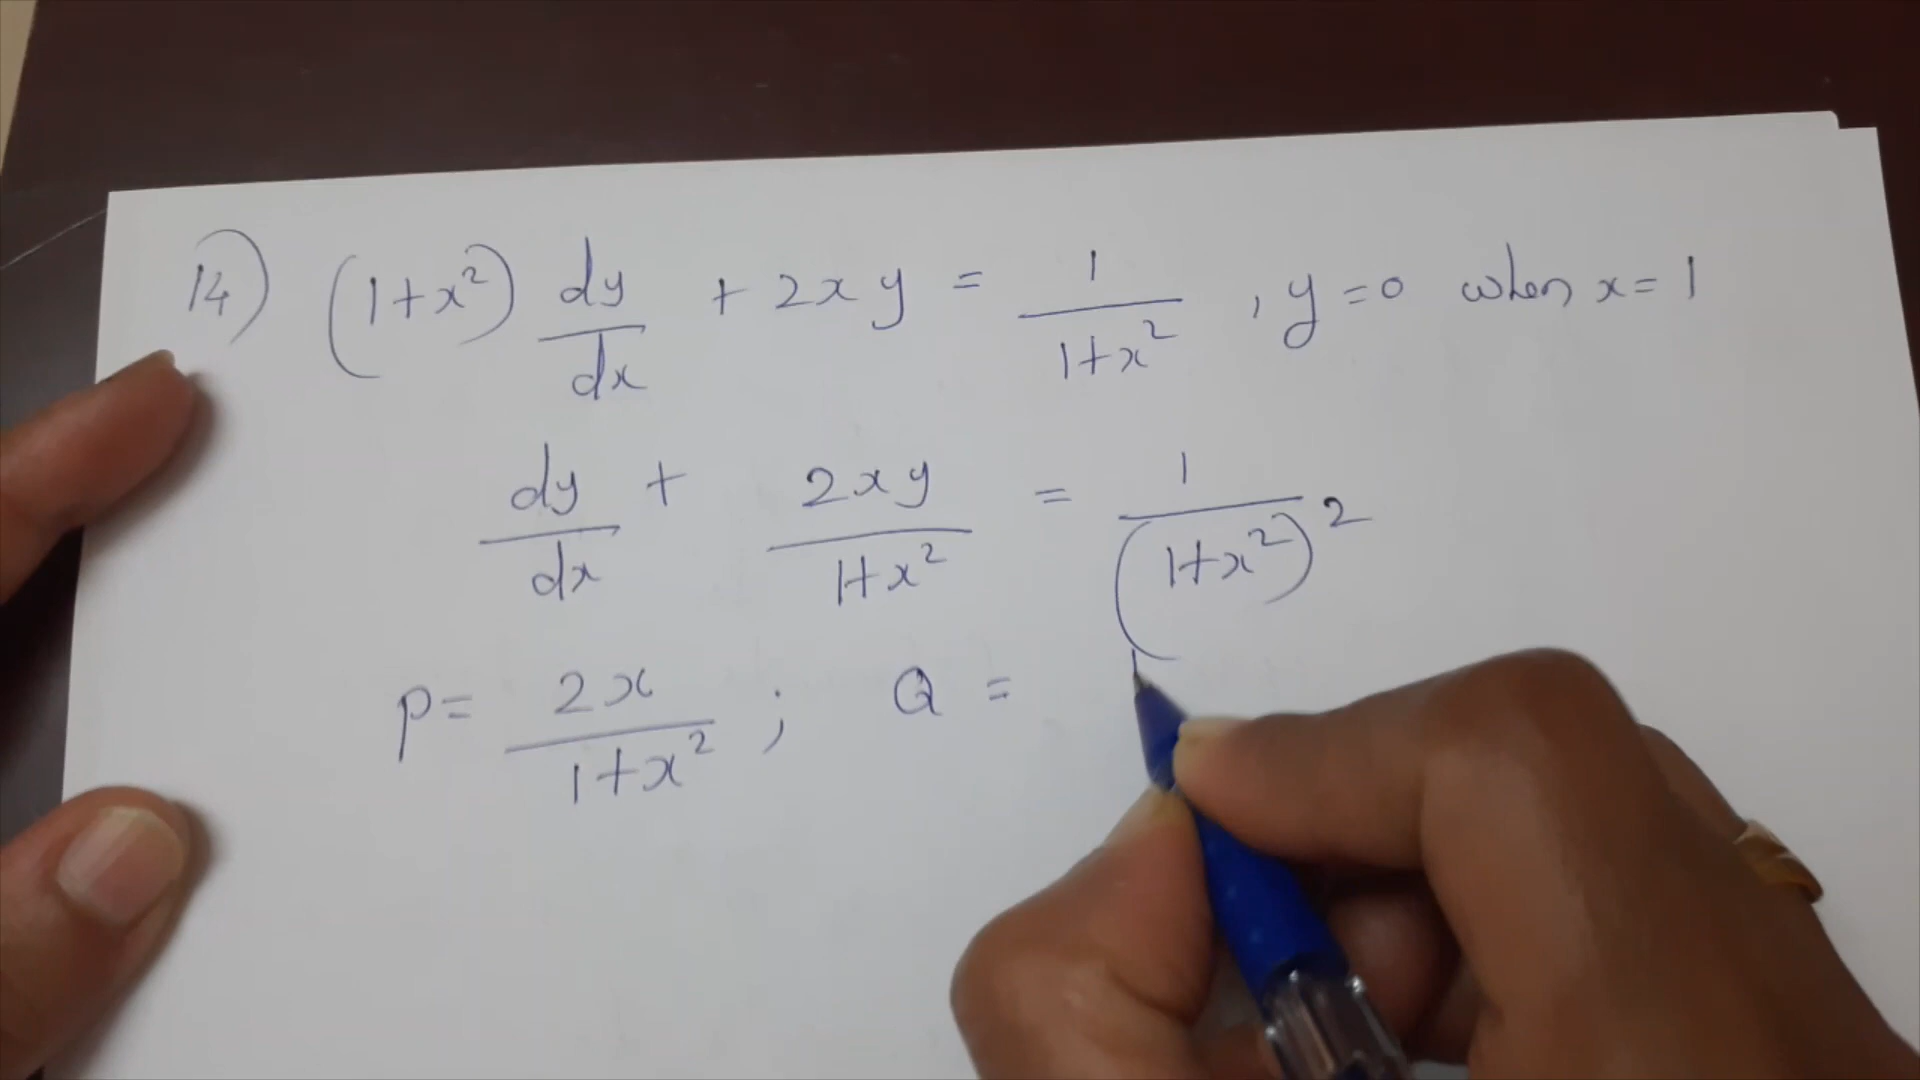 14) (1+x²) dy/dx + 2xy = 1/(1+x²) , y=0 when x=1
dy/dx + 2xy/(1+x²) = 1/(1+x²)²
P= 2x/(1+x²) ; Q =